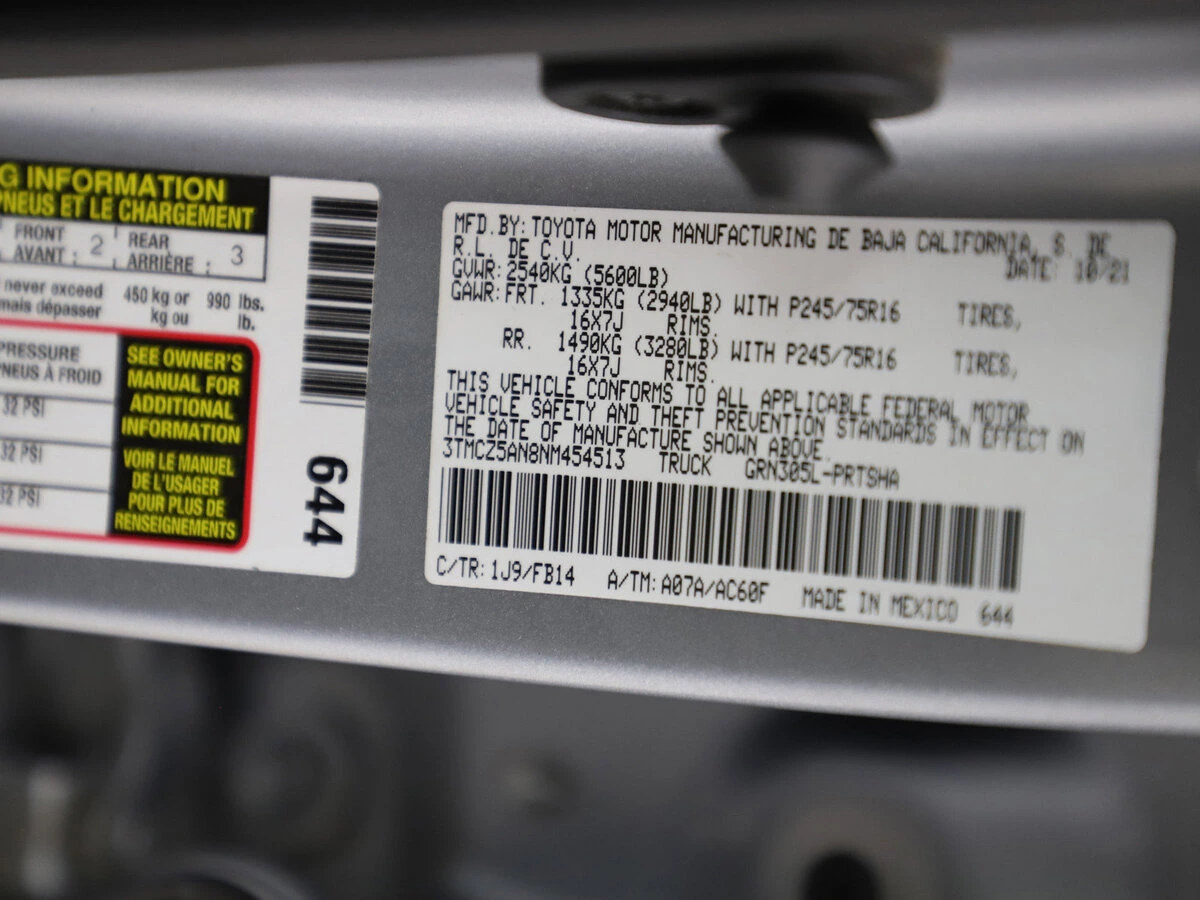 G INFORMATION
PNEUS ET LE CHARGEMENT
FRONT
AVANT : 2
REAR
ARRIÈRE : 3
never exceed
mais dépasser
450 kg or 990 lbs.
kg ou lb.
PRESSURE
PNEUS À FROID
32 PSI
32 PSI
32 PSI
SEE OWNER'S
MANUAL FOR
ADDITIONAL
INFORMATION
VOIR LE MANUEL
DE L'USAGER
POUR PLUS DE
RENSEIGNEMENTS
644
MFD.BY: TOYOTA MOTOR MANUFACTURING DE BAJA CALIFORNIA, S. DE
R.L. DE C.V. DATE: 10/21
GVWR: 2540KG (5600LB)
GAWR: FRT. 1335KG (2940LB) WITH P245/75R16 TIRES,
16X7J RIMS.
RR. 1490KG (3280LB) WITH P245/75R16 TIRES,
16X7J RIMS.
THIS VEHICLE CONFORMS TO ALL APPLICABLE FEDERAL MOTOR
VEHICLE SAFETY AND THEFT PREVENTION STANDARDS IN EFFECT ON
THE DATE OF MANUFACTURE SHOWN ABOVE.
3TMCZ5AN8NM454513 TRUCK GRN305L-PRTSHA
C/TR: 1J9/FB14 A/TM: A07A/AC60F MADE IN MEXICO 644